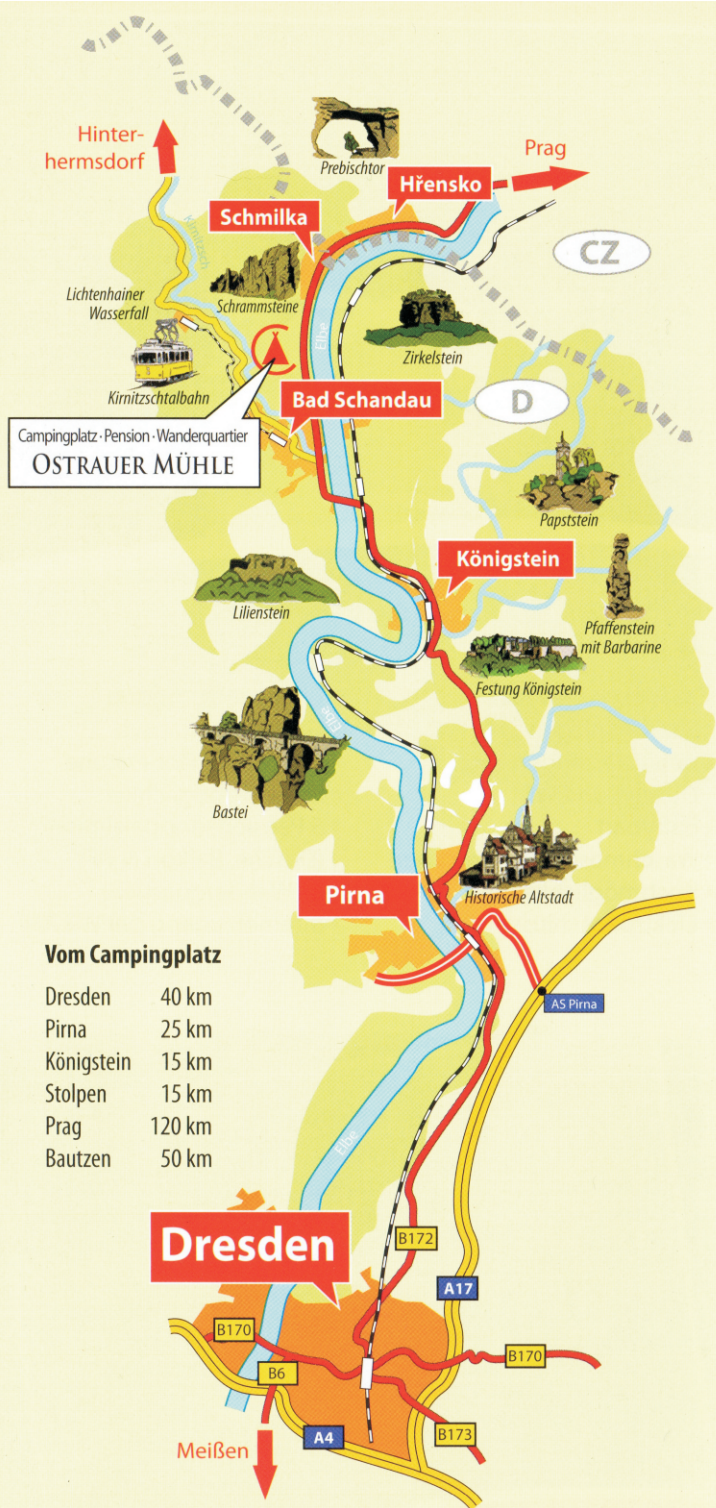 Hinter-
hermsdorf
Prebischtor
Prag
Hřensko
Schmilka
Kirnitzsch
CZ
Schrammsteine
Lichtenhainer
Wasserfall
Elbe
Zirkelstein
Kirnitzschtalbahn
Bad Schandau
D
Campingplatz·Pension·Wanderquartier
OSTRAUER MÜHLE
Papststein
Königstein
Lilienstein
Pfaffenstein
mit Barbarine
Festung Königstein
Elbe
Bastei
Pirna
Historische Altstadt
Vom Campingplatz
AS Pirna
Dresden 40 km
Pirna 25 km
Königstein 15 km
Stolpen 15 km
Prag 120 km
Bautzen 50 km
Elbe
Dresden
B172
A17
B170
B170
B6
A4
B173
Meißen